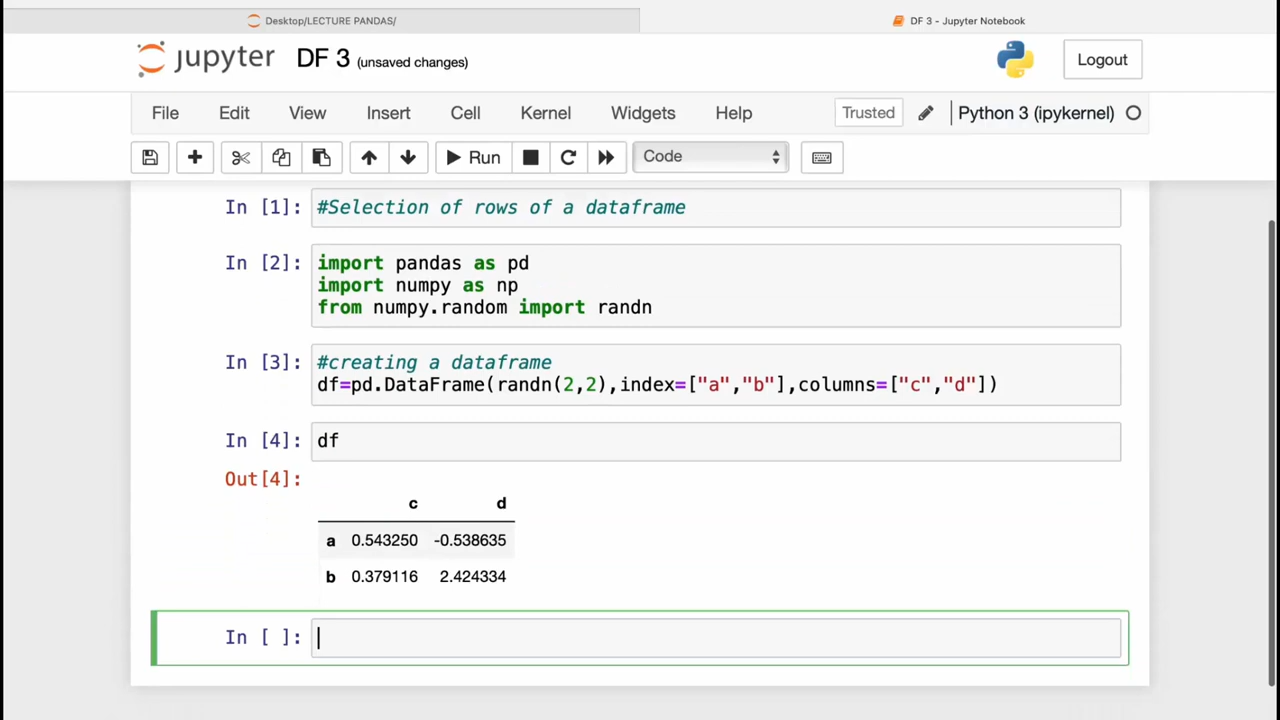 Desktop/LECTURE PANDAS/
DF 3 - Jupyter Notebook
jupyter DF 3 (unsaved changes)
Logout
File Edit View Insert Cell Kernel Widgets Help Trusted Python 3 (ipykernel)
Run Code
In [1]: #Selection of rows of a dataframe
In [2]: import pandas as pd
import numpy as np
from numpy.random import randn
In [3]: #creating a dataframe
df=pd.DataFrame(randn(2,2),index=["a","b"],columns=["c","d"])
In [4]: df
Out[4]:
c d
a 0.543250 -0.538635
b 0.379116 2.424334
In [ ]: